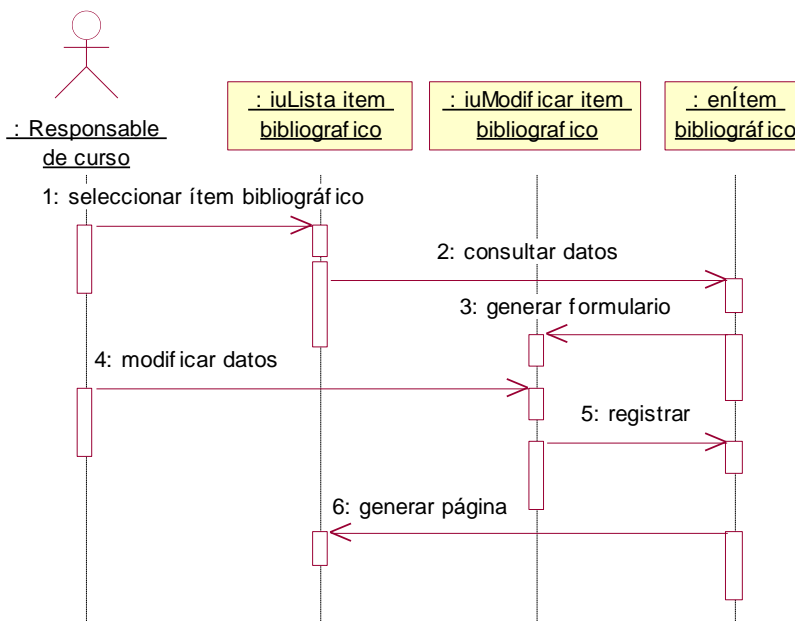 : Responsable
de curso
: iuLista item
bibliografico
: iuModificar item
bibliografico
: enÍtem
bibliográfico
1: seleccionar ítem bibliográfico
2: consultar datos
3: generar formulario
4: modificar datos
5: registrar
6: generar página